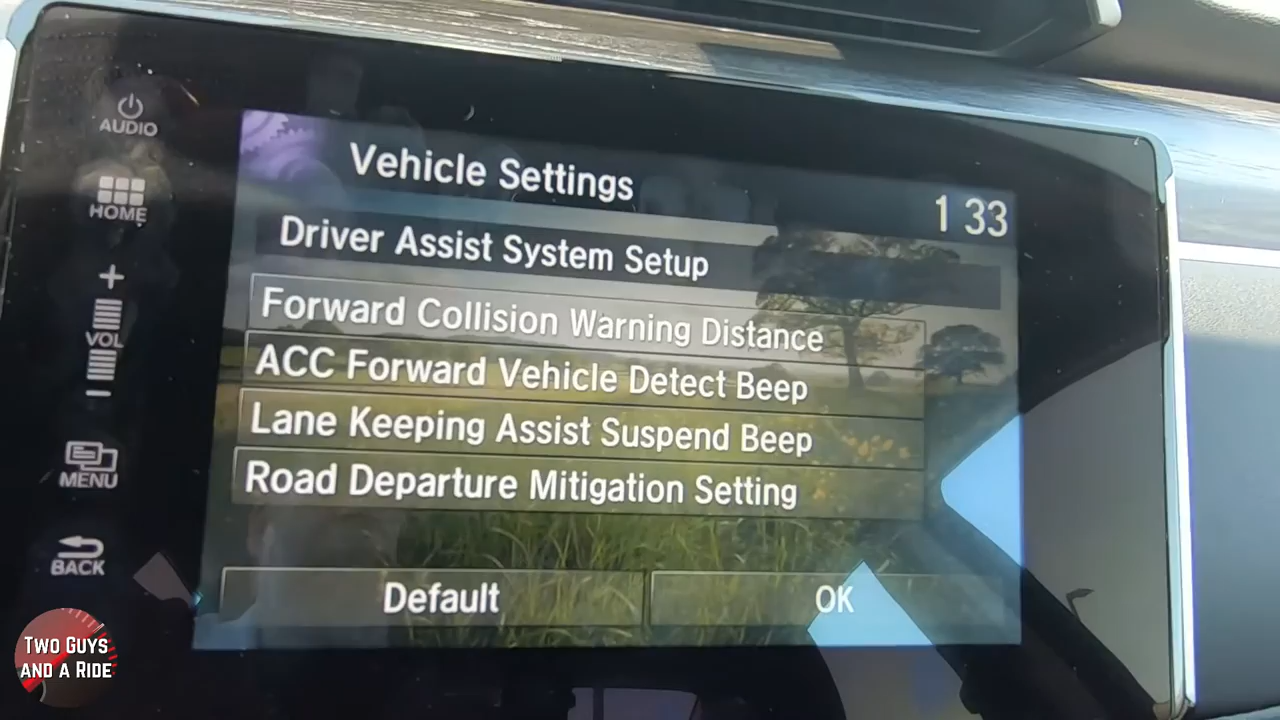 AUDIO
HOME
+
VOL
−
MENU
BACK
Vehicle Settings
1 33
Driver Assist System Setup
Forward Collision Warning Distance
ACC Forward Vehicle Detect Beep
Lane Keeping Assist Suspend Beep
Road Departure Mitigation Setting
Default
OK
TWO GUYS
AND A RIDE